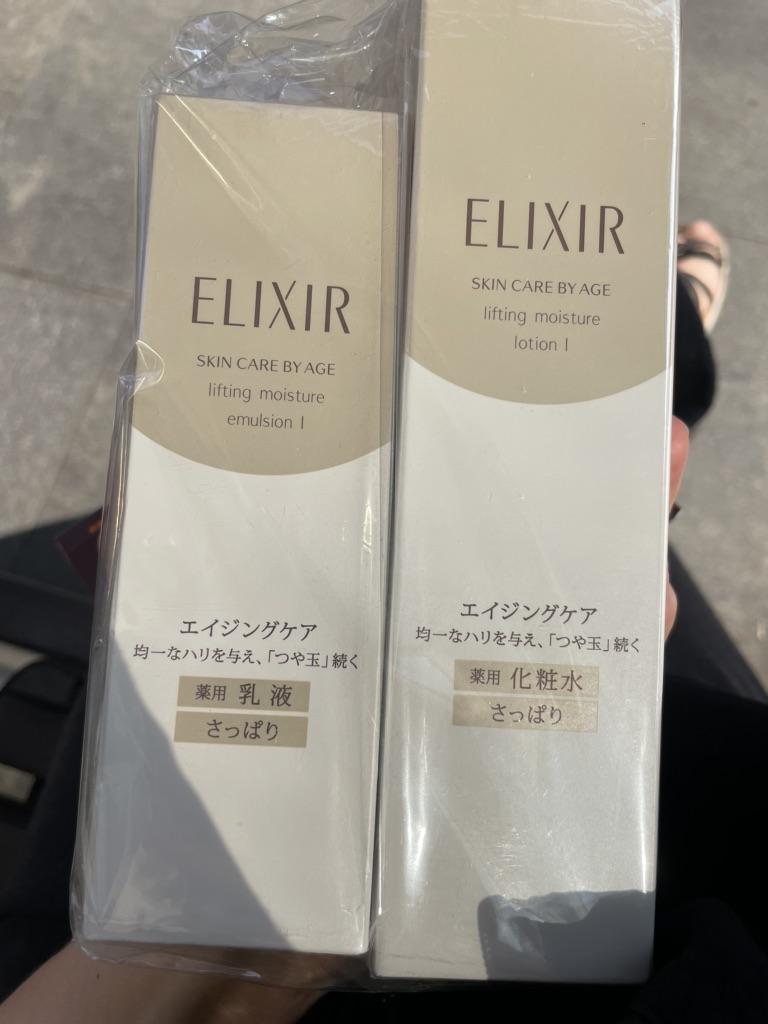 ELIXIR
SKIN CARE BY AGE
lifting moisture
emulsion I
エイジングケア
均一なハリを与え、「つや玉」続く
薬用 乳液
さっぱり
ELIXIR
SKIN CARE BY AGE
lifting moisture
lotion I
エイジングケア
均一なハリを与え、「つや玉」続く
薬用 化粧水
さっぱり